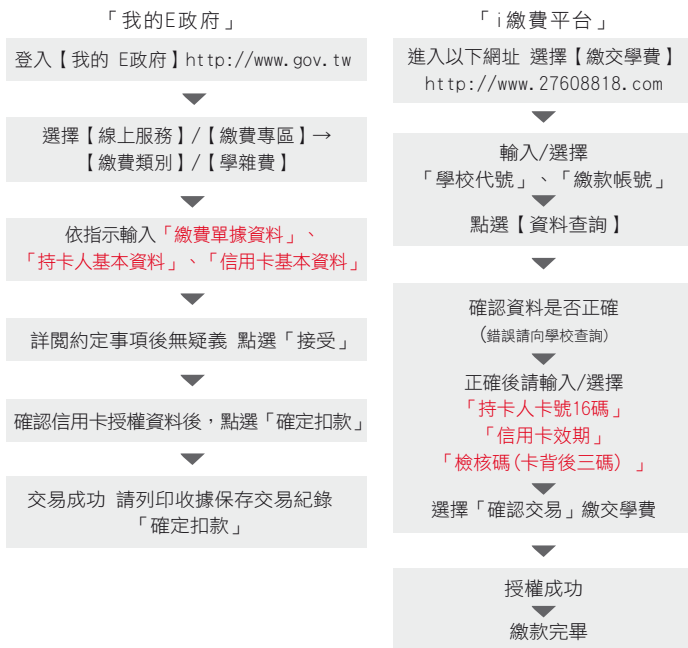 「我的E政府」
登入【我的 E政府】http://www.gov.tw
選擇【線上服務】/【繳費專區】→
【繳費類別】/【學雜費】
依指示輸入「繳費單據資料」、
「持卡人基本資料」、「信用卡基本資料」
詳閱約定事項後無疑義 點選「接受」
確認信用卡授權資料後，點選「確定扣款」
交易成功 請列印收據保存交易紀錄
「確定扣款」
「i繳費平台」
進入以下網址 選擇【繳交學費】
http://www.27608818.com
輸入/選擇
「學校代號」、「繳款帳號」
點選【資料查詢】
確認資料是否正確
(錯誤請向學校查詢)
正確後請輸入/選擇
「持卡人卡號16碼」
「信用卡效期」
「檢核碼(卡背後三碼) 」
選擇「確認交易」繳交學費
授權成功
繳款完畢